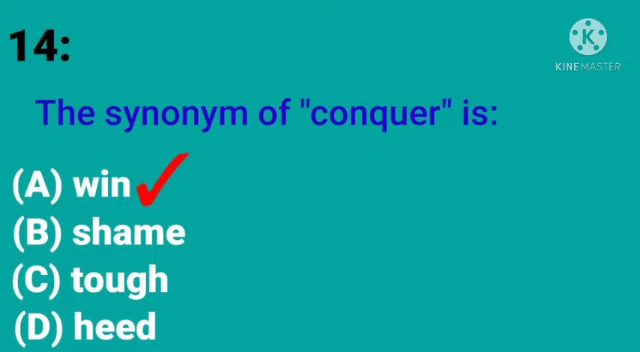 14:
K
KINEMASTER
The synonym of "conquer" is:
(A) win
(B) shame
(C) tough
(D) heed